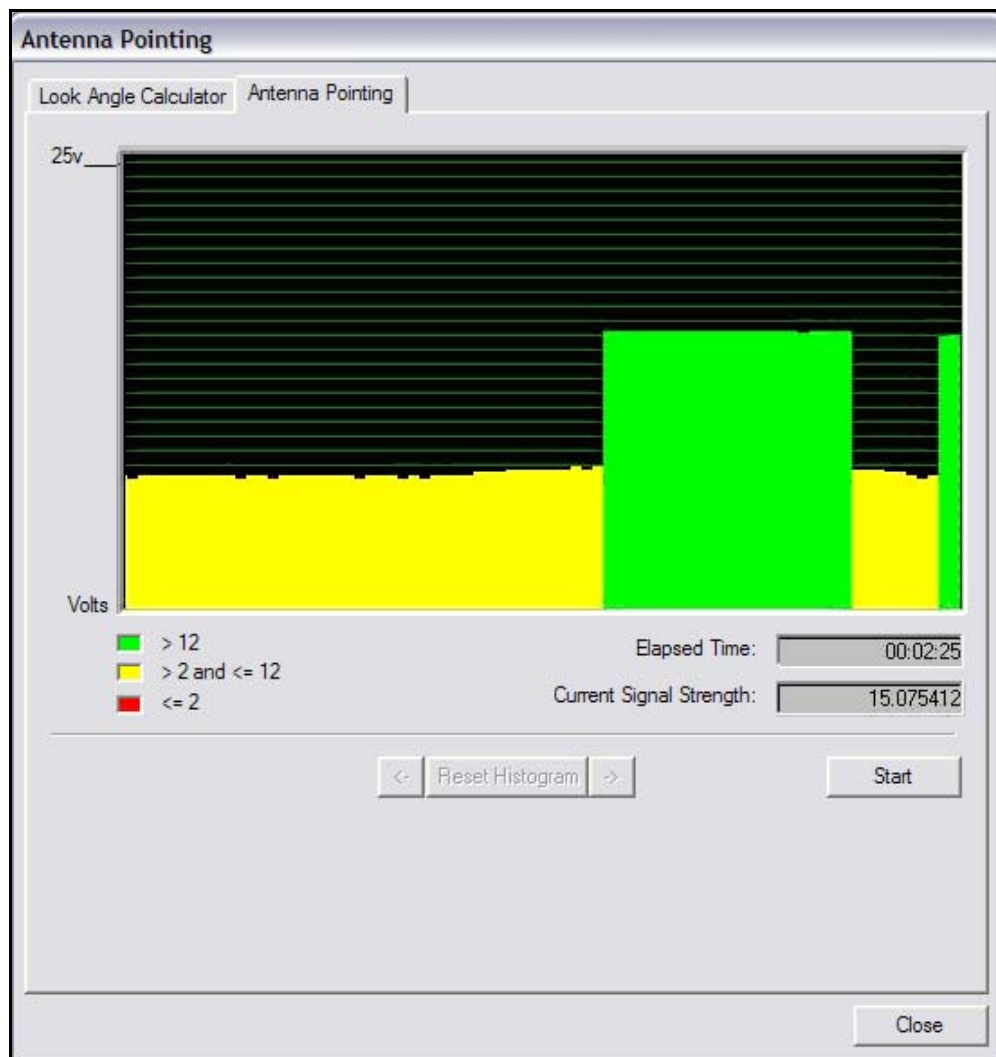 Antenna Pointing
Look Angle Calculator
Antenna Pointing
25v
Volts
> 12
> 2 and <= 12
<= 2
Elapsed Time: 00:02:25
Current Signal Strength: 15.075412
<- Reset Histogram ->
Start
Close